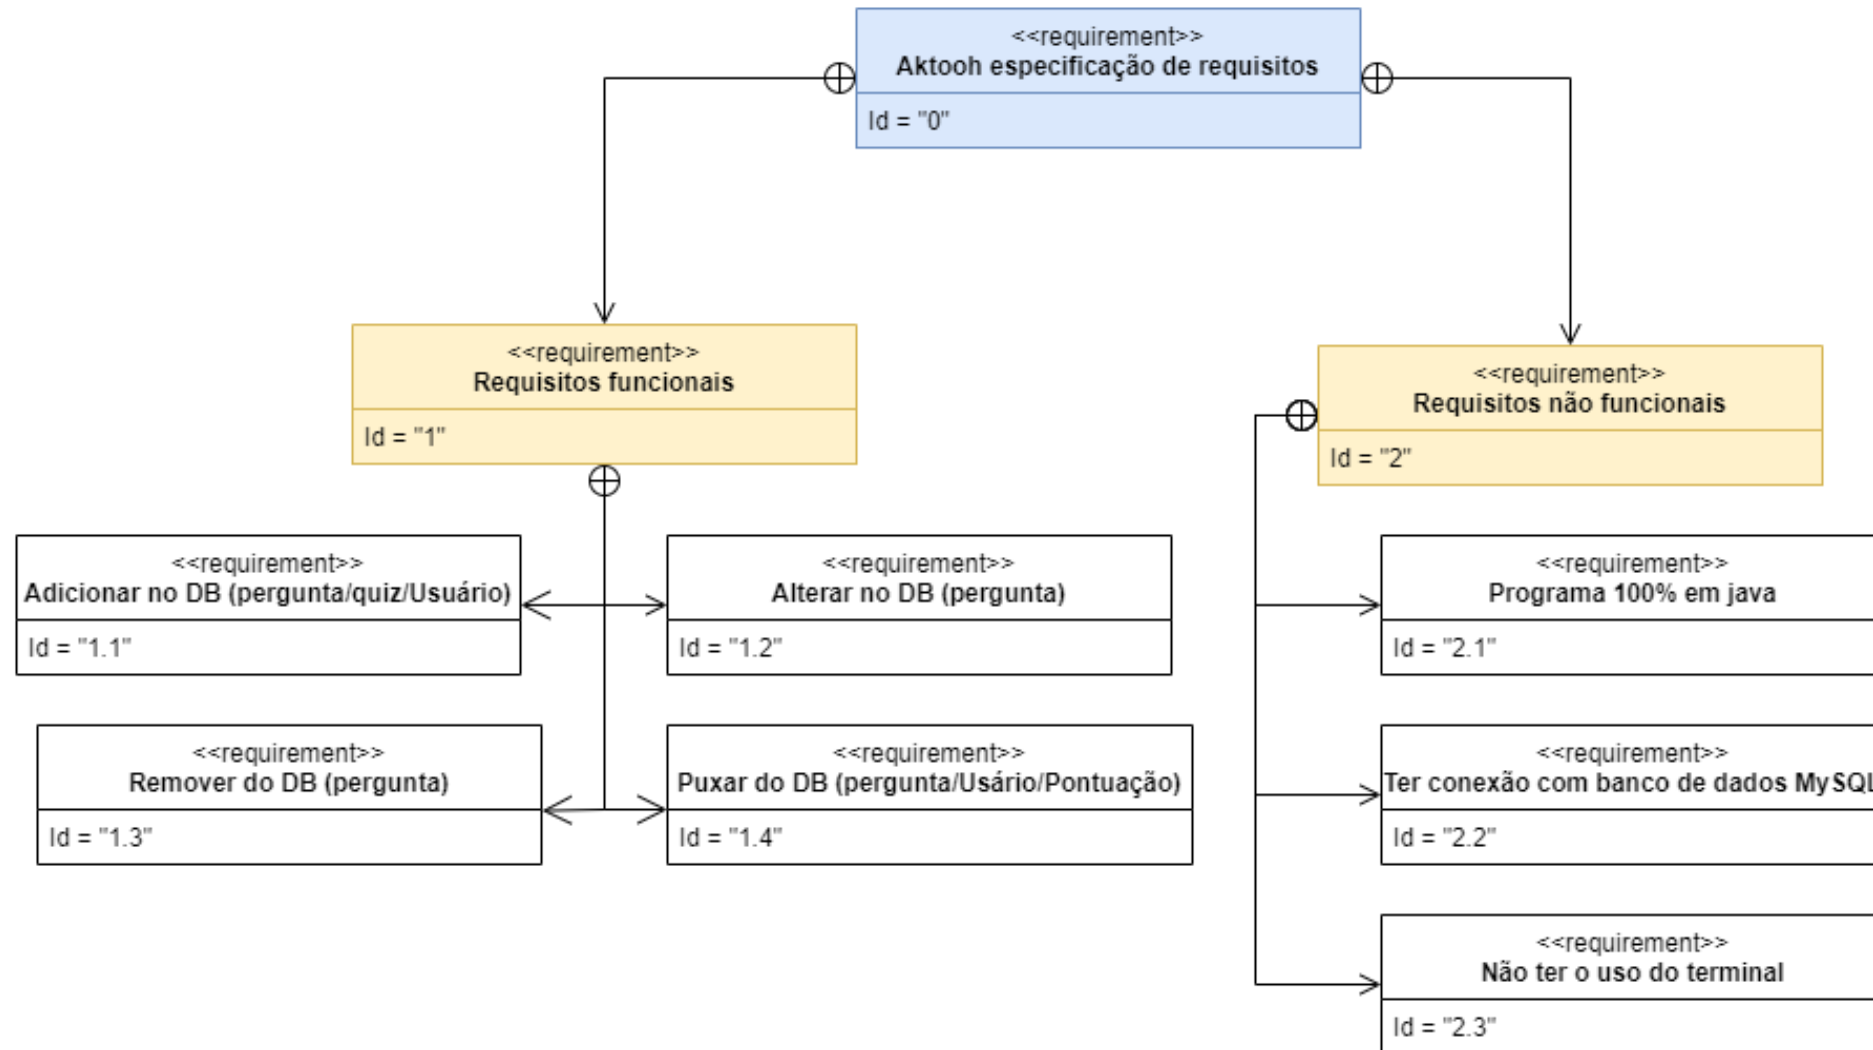 <<requirement>>
Aktooh especificação de requisitos
Id = "0"
<<requirement>>
Requisitos funcionais
Id = "1"
<<requirement>>
Requisitos não funcionais
Id = "2"
<<requirement>>
Adicionar no DB (pergunta/quiz/Usuário)
Id = "1.1"
<<requirement>>
Alterar no DB (pergunta)
Id = "1.2"
<<requirement>>
Programa 100% em java
Id = "2.1"
<<requirement>>
Remover do DB (pergunta)
Id = "1.3"
<<requirement>>
Puxar do DB (pergunta/Usário/Pontuação)
Id = "1.4"
<<requirement>>
Ter conexão com banco de dados MySQL
Id = "2.2"
<<requirement>>
Não ter o uso do terminal
Id = "2.3"